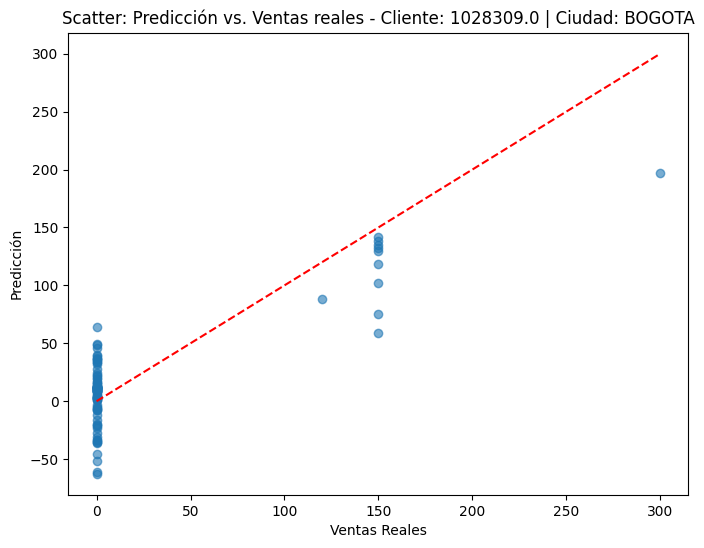 Scatter: Predicción vs. Ventas reales - Cliente: 1028309.0 | Ciudad: BOGOTA
300
250
200
150
100
50
0
−50
Predicción
0 50 100 150 200 250 300
Ventas Reales